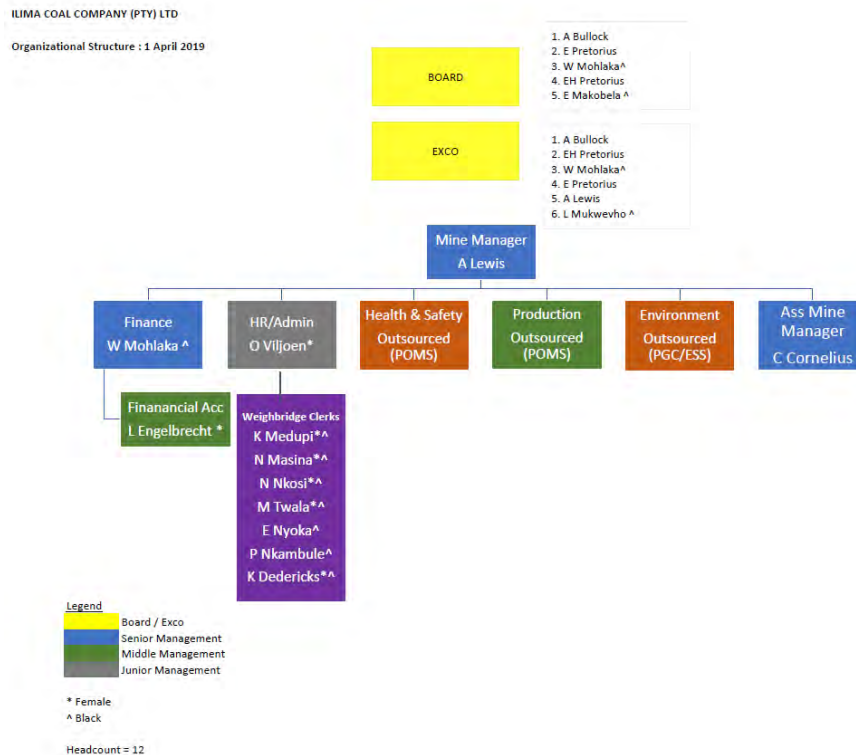 ILIMA COAL COMPANY (PTY) LTD
Organizational Structure : 1 April 2019
BOARD
1. A Bullock
2. E Pretorius
3. W Mohlaka^
4. EH Pretorius
5. E Makobela ^
EXCO
1. A Bullock
2. EH Pretorius
3. W Mohlaka^
4. E Pretorius
5. A Lewis
6. L Mukwevho ^
Mine Manager
A Lewis
Finance
W Mohlaka ^
HR/Admin
O Viljoen*
Health & Safety
Outsourced
(POMS)
Production
Outsourced
(POMS)
Environment
Outsourced
(PGC/ESS)
Ass Mine
Manager
C Cornelius
Finanancial Acc
L Engelbrecht *
Weighbridge Clerks
K Medupi*^
N Masina*^
N Nkosi*^
M Twala*^
E Nyoka^
P Nkambule^
K Dedericks*^
Legend
Board / Exco
Senior Management
Middle Management
Junior Management
* Female
^ Black
Headcount = 12